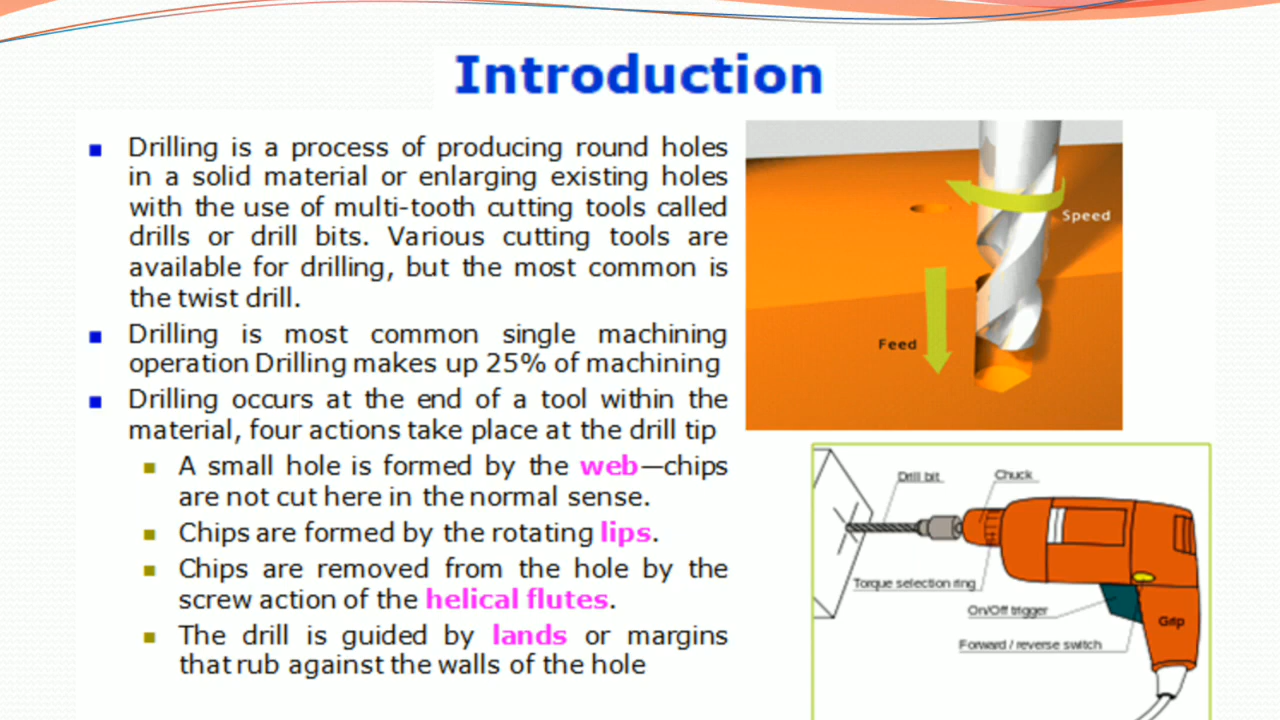 Introduction
▪ Drilling is a process of producing round holes
in a solid material or enlarging existing holes
with the use of multi-tooth cutting tools called
drills or drill bits. Various cutting tools are
available for drilling, but the most common is
the twist drill.
▪ Drilling is most common single machining
operation Drilling makes up 25% of machining
▪ Drilling occurs at the end of a tool within the
material, four actions take place at the drill tip
▪ A small hole is formed by the web—chips
are not cut here in the normal sense.
▪ Chips are formed by the rotating lips.
▪ Chips are removed from the hole by the
screw action of the helical flutes.
▪ The drill is guided by lands or margins
that rub against the walls of the hole
Speed
Feed
Drill bit
Chuck
Torque selection ring
On/Off trigger
Grip
Forward / reverse switch